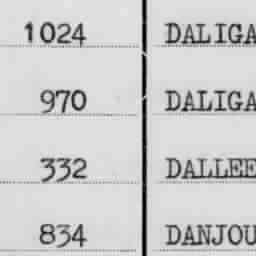 1024 DALIGA
970 DALIGA
332 DALLEE
834 DANJOU